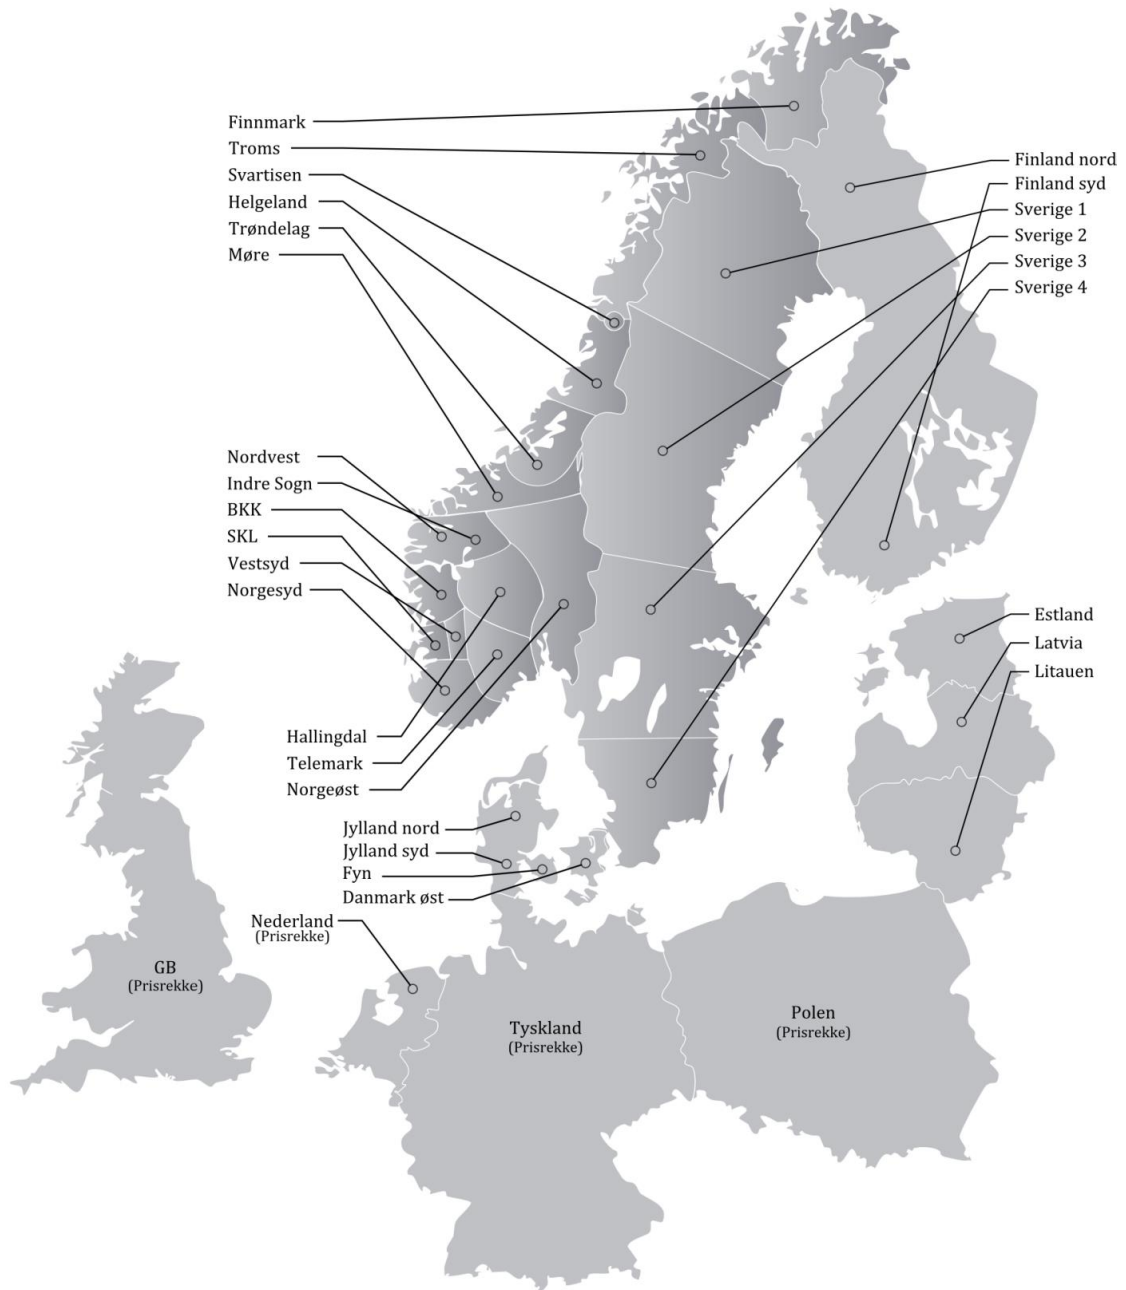 Finnmark
Troms
Svartisen
Helgeland
Trøndelag
Møre
Finland nord
Finland syd
Sverige 1
Sverige 2
Sverige 3
Sverige 4
Nordvest
Indre Sogn
BKK
SKL
Vestsyd
Norgesyd
Estland
Latvia
Litauen
Hallingdal
Telemark
Norgeøst
Jylland nord
Jylland syd
Fyn
Danmark øst
Nederland
(Prisrekke)
GB
(Prisrekke)
Tyskland
(Prisrekke)
Polen
(Prisrekke)